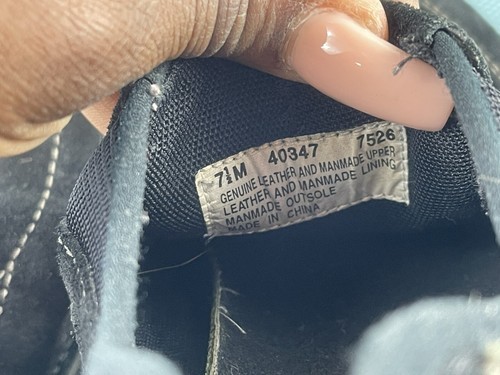 7½M 40347 7526
GENUINE LEATHER AND MANMADE UPPER
LEATHER AND MANMADE LINING
MANMADE OUTSOLE
MADE IN CHINA